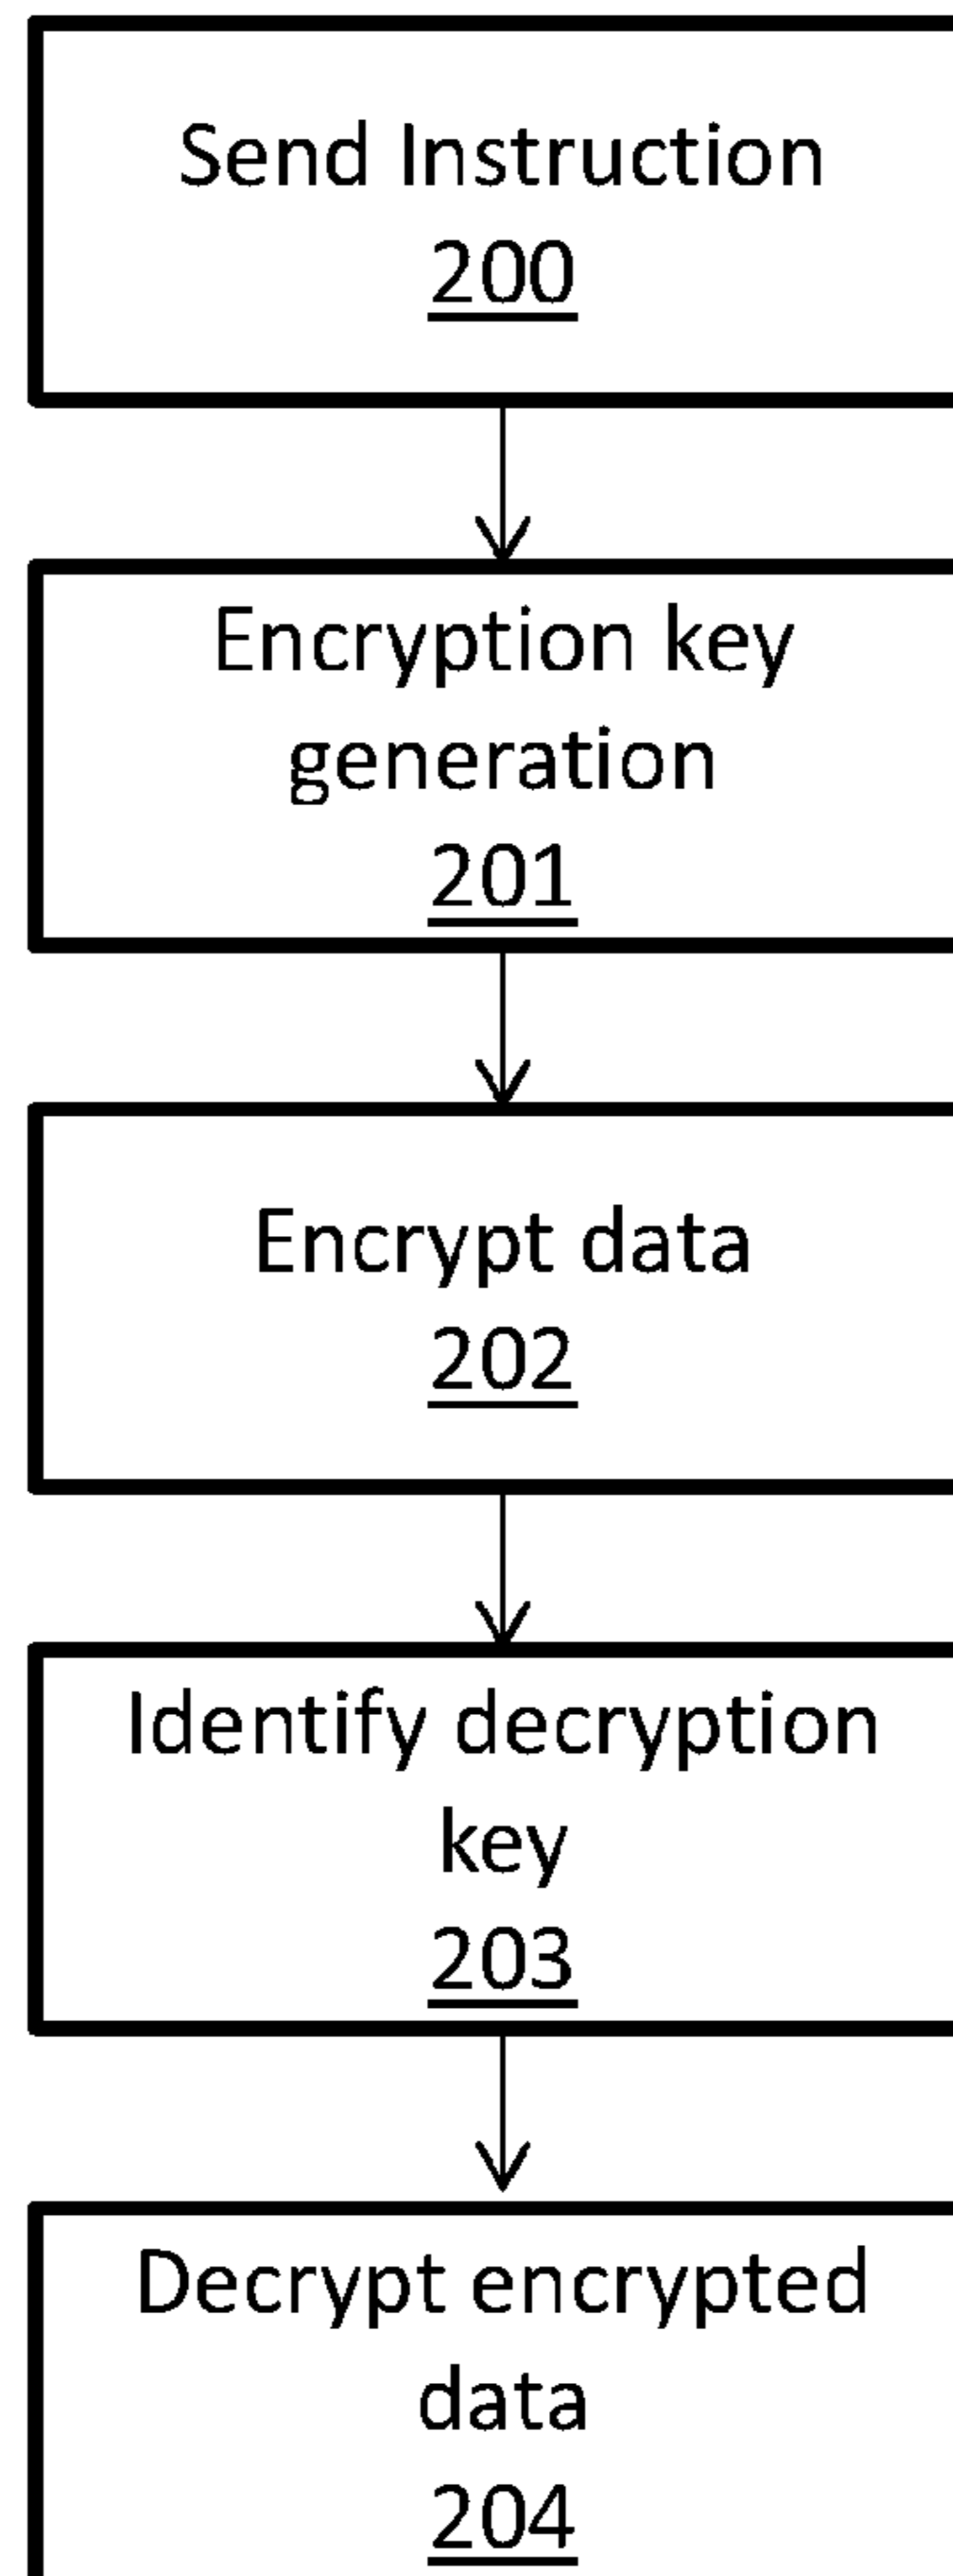 Send Instruction
200
Encryption key
generation
201
Encrypt data
202
Identify decryption
key
203
Decrypt encrypted
data
204